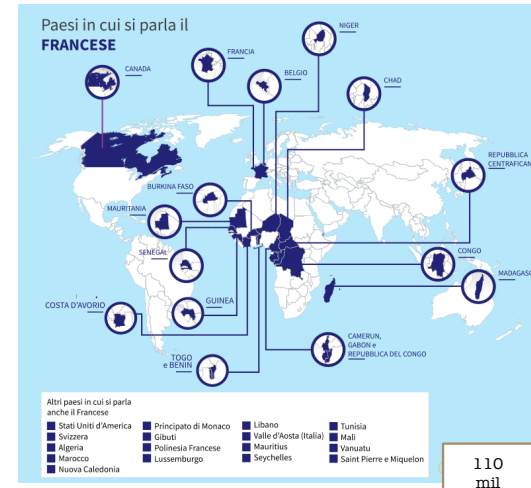 Paesi in cui si parla il
FRANCESE
NIGER
FRANCIA
CANADA
BELGIO
CHAD
REPUBBLICA
CENTRAFRICAN
BURKINA FASO
MAURITANIA
SENEGAL
CONGO
MADAGASC
COSTA D'AVORIO
GUINEA
CAMERUN,
GABON e
REPUBBLICA DEL CONGO
TOGO
e BENIN
Altri paesi in cui si parla
anche il Francese
Stati Uniti d'America
Svizzera
Algeria
Marocco
Nuova Caledonia
Principato di Monaco
Gibuti
Polinesia Francese
Lussemburgo
Libano
Valle d'Aosta (Italia)
Mauritius
Seychelles
Tunisia
Mali
Vanuatu
Saint Pierre e Miquelon
110
mil